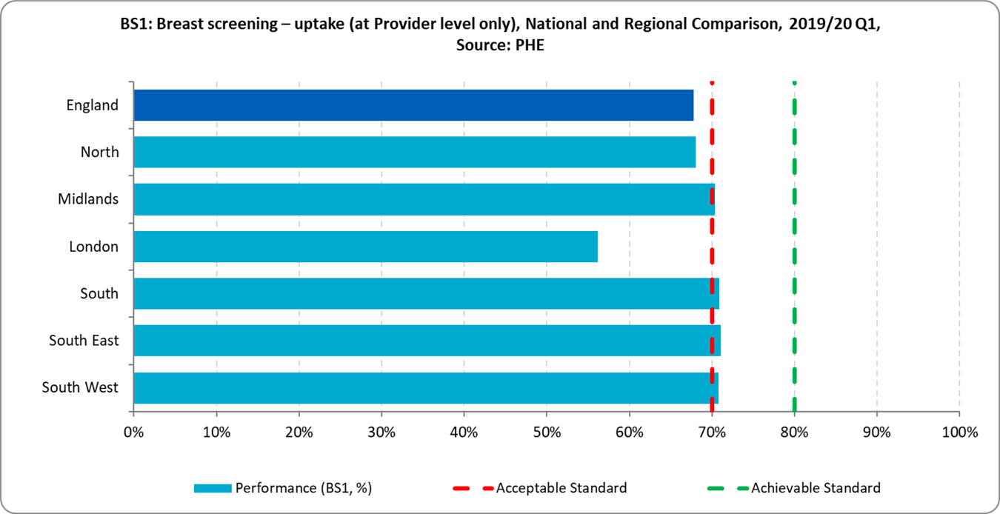 BS1: Breast screening – uptake (at Provider level only), National and Regional Comparison, 2019/20 Q1,
Source: PHE
England
North
Midlands
London
South
South East
South West
0% 10% 20% 30% 40% 50% 60% 70% 80% 90% 100%
Performance (BS1, %) Acceptable Standard Achievable Standard